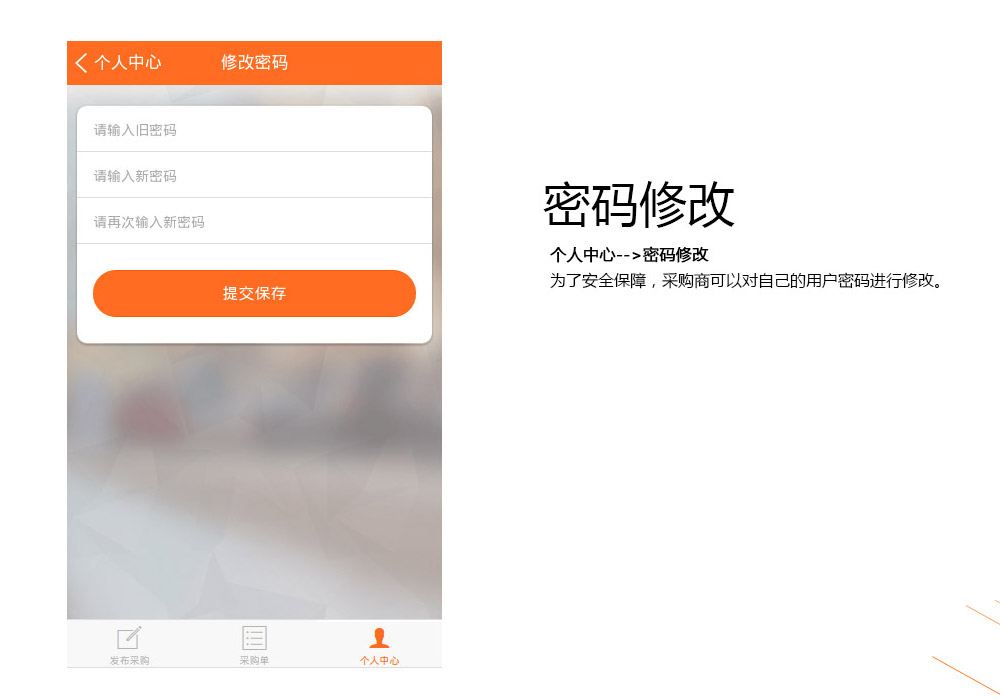 个人中心
修改密码
请输入旧密码
请输入新密码
请再次输入新密码
提交保存
发布采购
采购单
个人中心
密码修改
个人中心-->密码修改
为了安全保障，采购商可以对自己的用户密码进行修改。